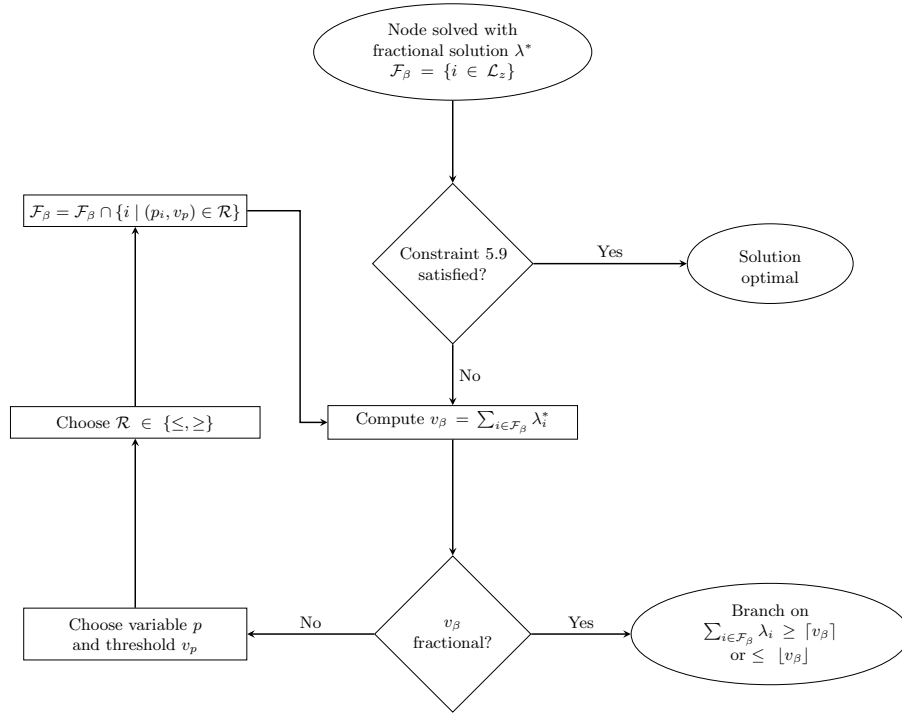 Node solved with
fractional solution λ*
ℱ_β = {i ∈ ℒ_z}
ℱ_β = ℱ_β ∩ {i | (p_i, v_p) ∈ ℛ}
Constraint 5.9
satisfied?
Yes
Solution
optimal
No
Choose ℛ ∈ {≤, ≥}
Compute v_β = ∑_{i∈ℱ_β} λ_i^*
Choose variable p
and threshold v_p
No
v_β
fractional?
Yes
Branch on
∑_{i∈ℱ_β} λ_i ≥ ⌈v_β⌉
or ≤ ⌊v_β⌋